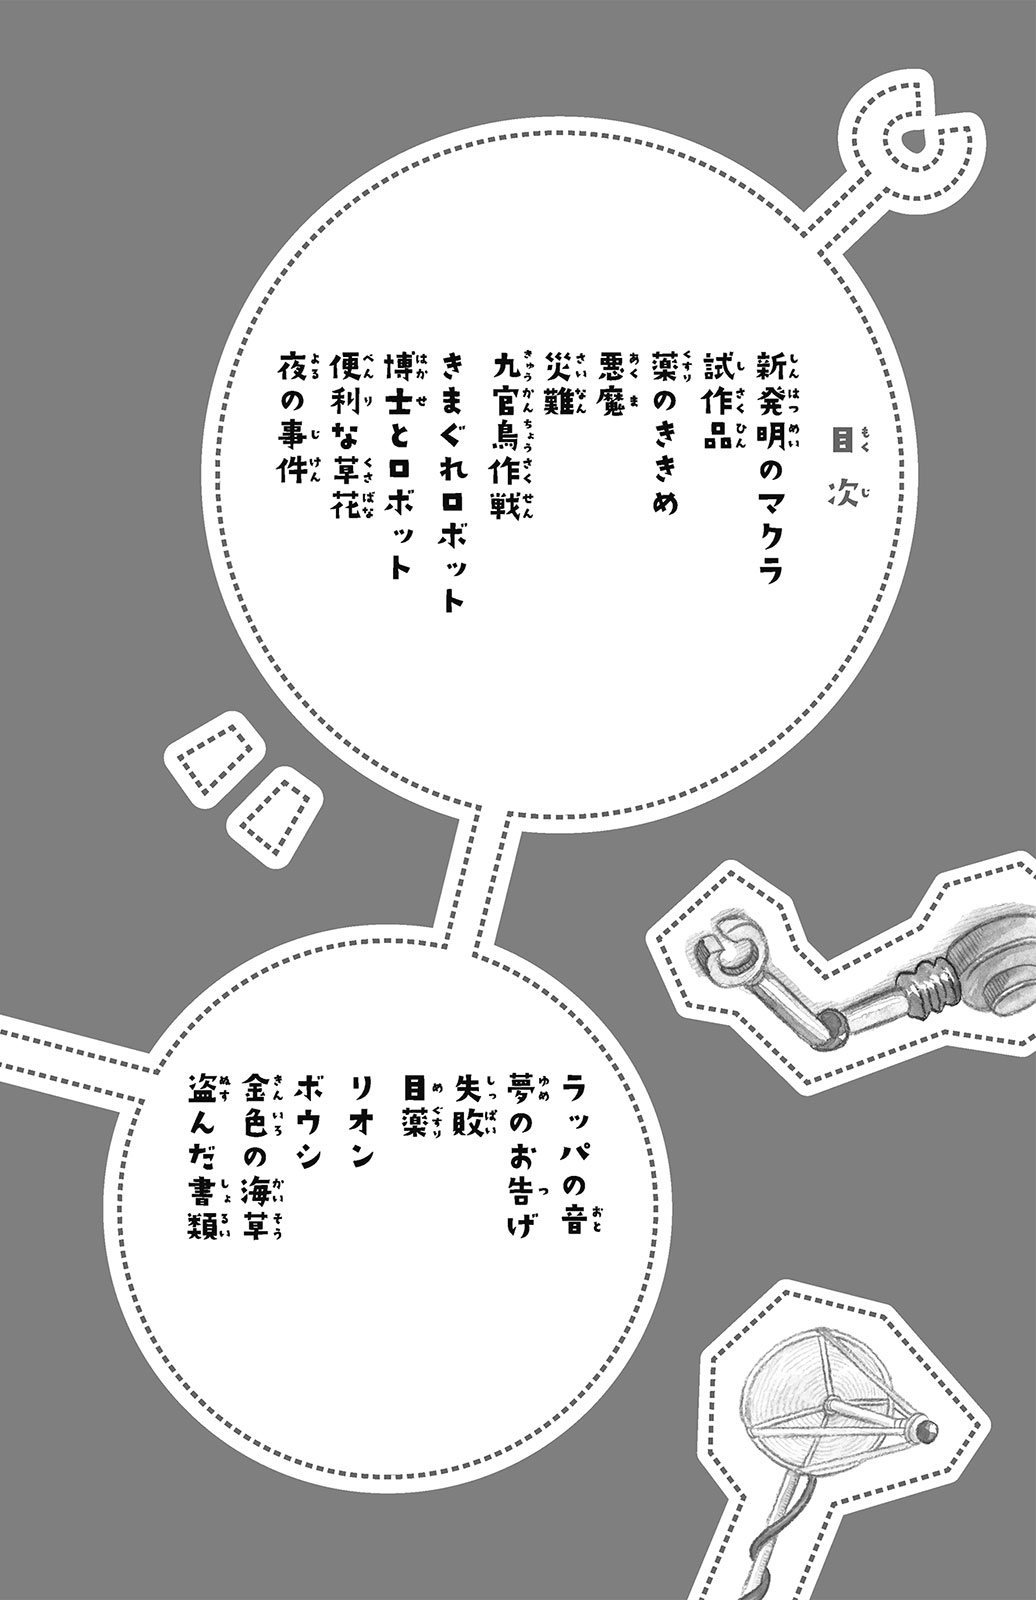 目次
新発明のマクラ
試作品
薬のききめ
悪魔
災難
九官鳥作戦
きまぐれロボット
博士とロボット
便利な草花
夜の事件
ラッパの音
夢のお告げ
失敗
目薬
リオン
ボウシ
金色の海草
盗んだ書類